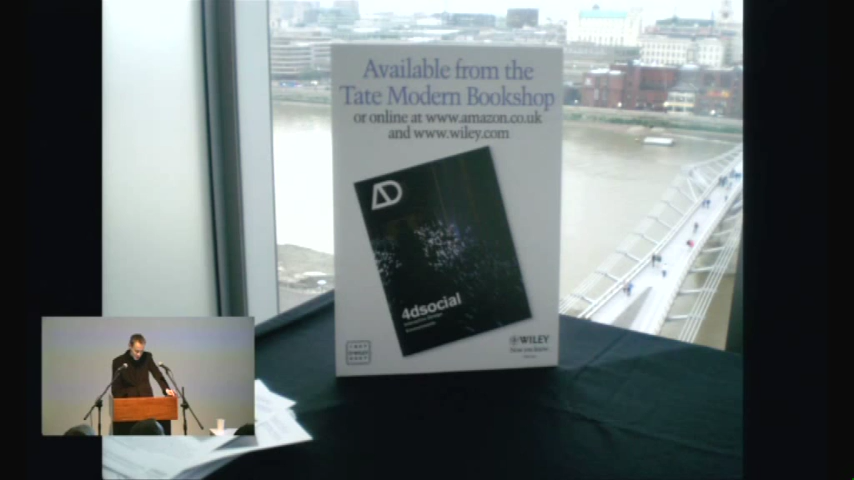 Available from the
Tate Modern Bookshop
or online at www.amazon.co.uk
and www.wiley.com
AD
4dsocial
WILEY